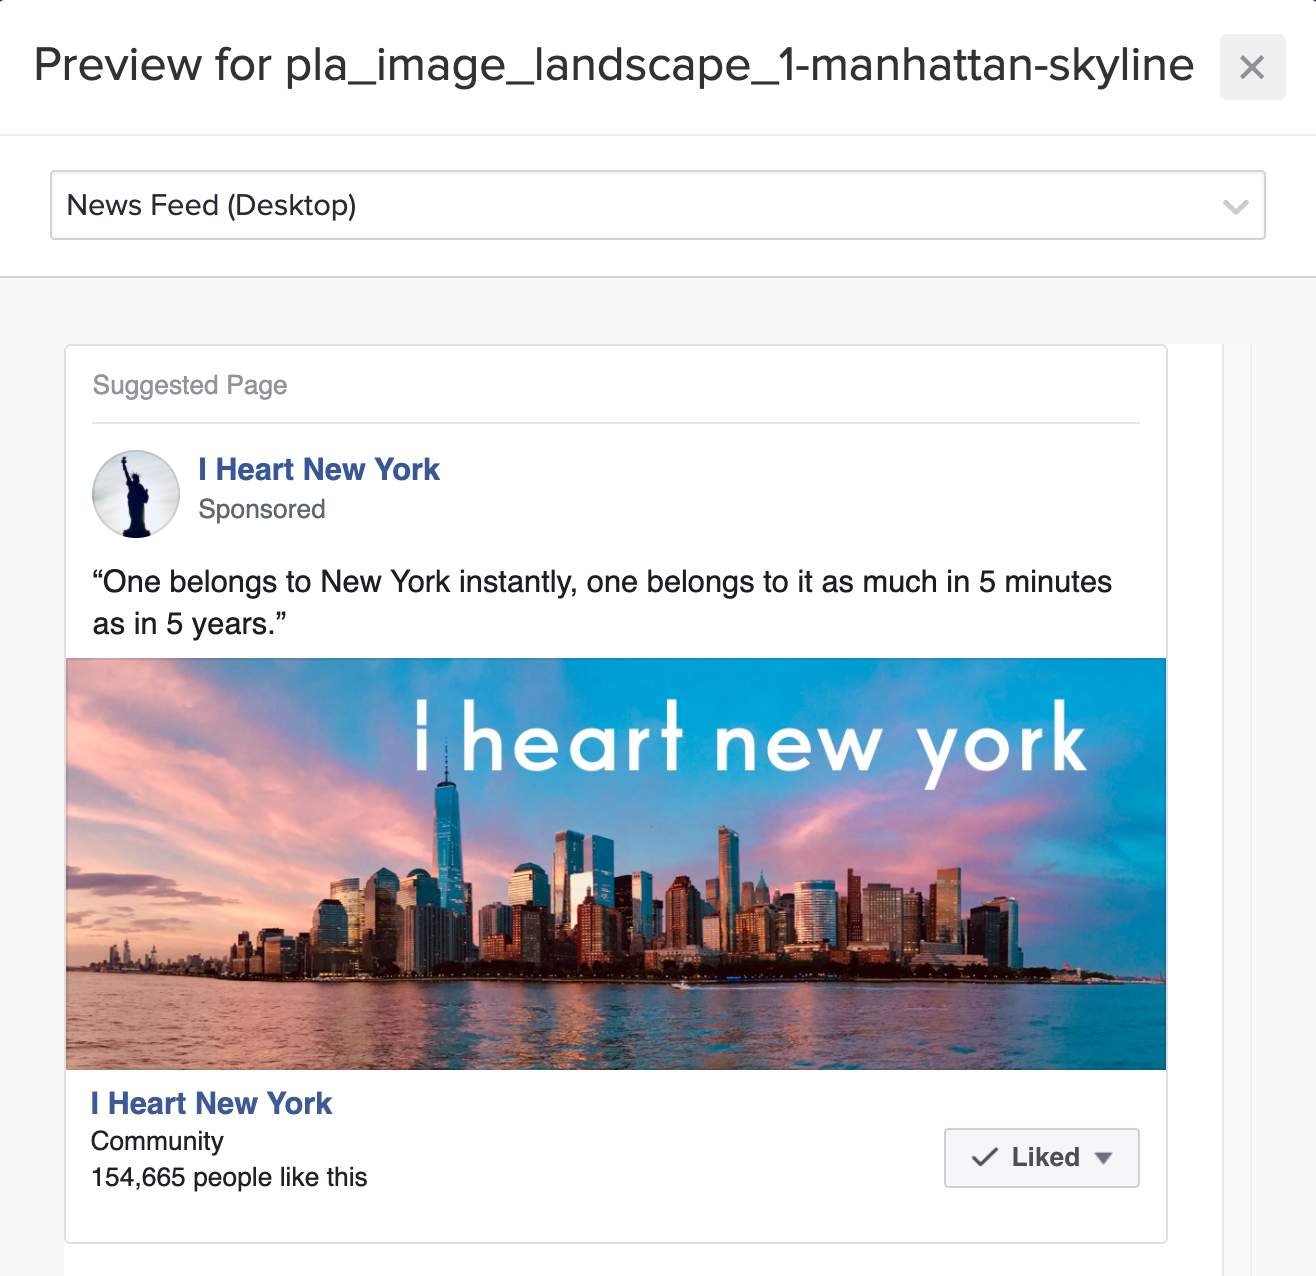 Preview for pla_image_landscape_1-manhattan-skyline
News Feed (Desktop)
Suggested Page
I Heart New York
Sponsored
“One belongs to New York instantly, one belongs to it as much in 5 minutes
as in 5 years.”
i heart new york
I Heart New York
Community
154,665 people like this
Liked